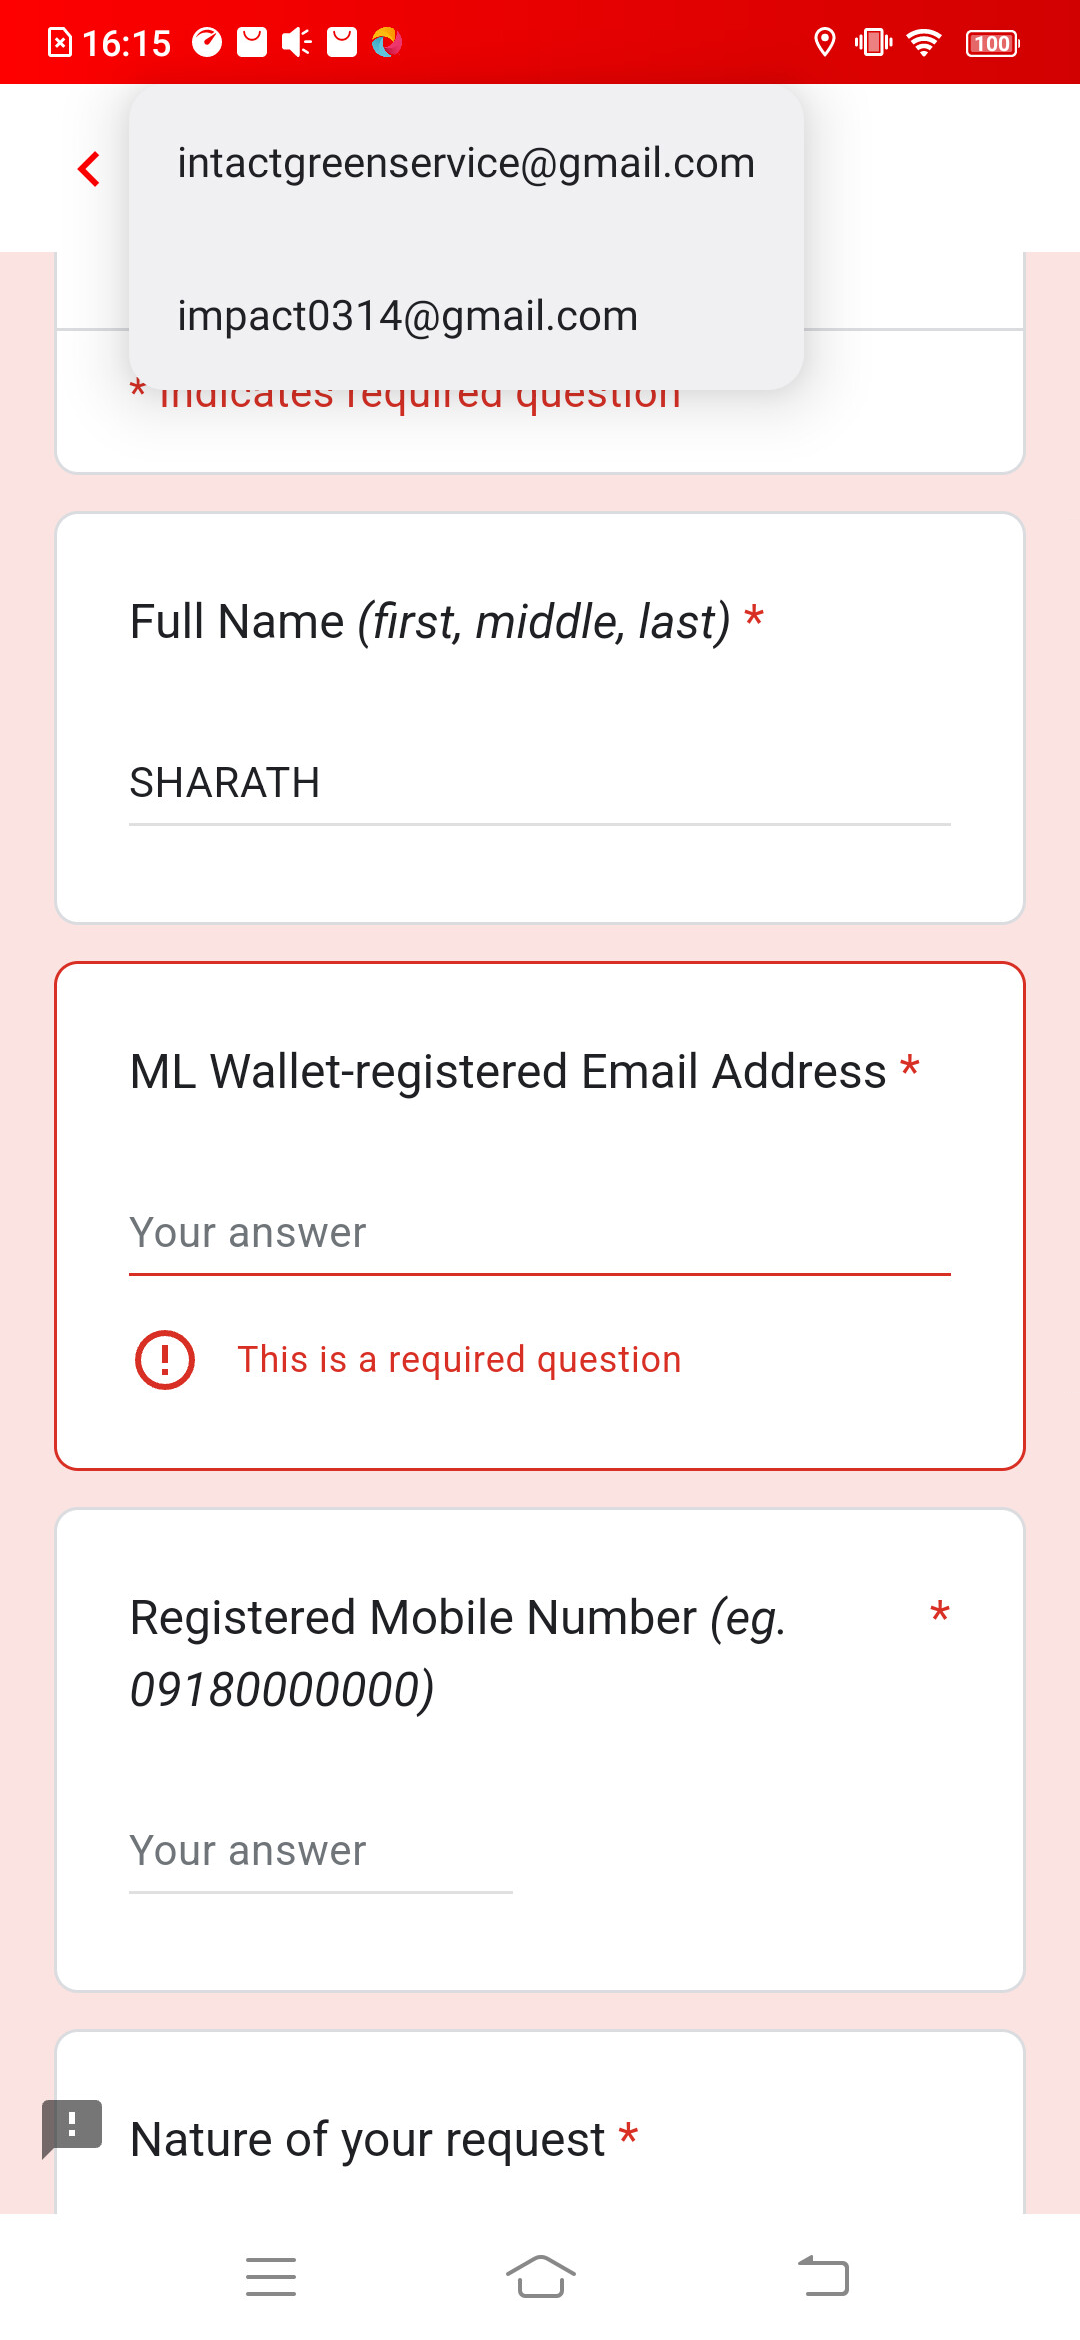 16:15
100
intactgreenservice@gmail.com
impact0314@gmail.com
* Indicates required question
Full Name (first, middle, last) *
SHARATH
ML Wallet-registered Email Address *
Your answer
This is a required question
Registered Mobile Number (eg. *
09180000000)
Your answer
Nature of your request *